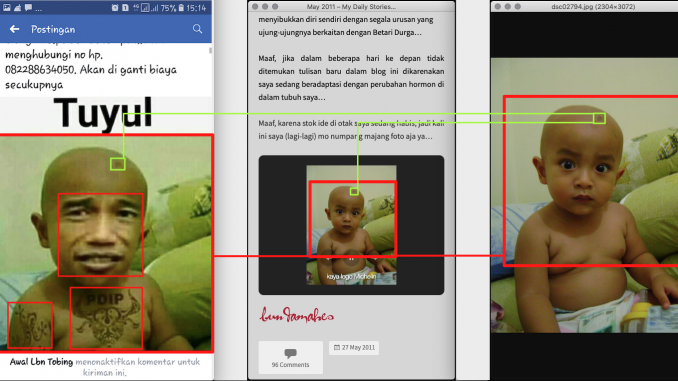 15:14
75%
Postingan
menghubungi no hp.
082288634050. Akan di ganti biaya
secukupnya
Tuyul
PDIP
Awal Lbn Tobing menonaktifkan komentar untuk
kiriman ini.
May 2011 – My Daily Stories...
menyibukkan diri sendiri dengan segala urusan yang
ujung-ujungnya berkaitan dengan Betari Durga...
Maaf, jika dalam beberapa hari ke depan tidak
ditemukan tulisan baru dalam blog ini dikarenakan
saya sedang beradaptasi dengan perubahan hormon di
dalam tubuh saya...
Maaf, karena stok ide di otak saya sedang habis, jadi kali
ini saya (lagi-lagi) mo numpang majang foto aja ya...
kaya logo Michelin
bundamahes
96 Comments
27 May 2011
dsc02794.jpg (2304×3072)